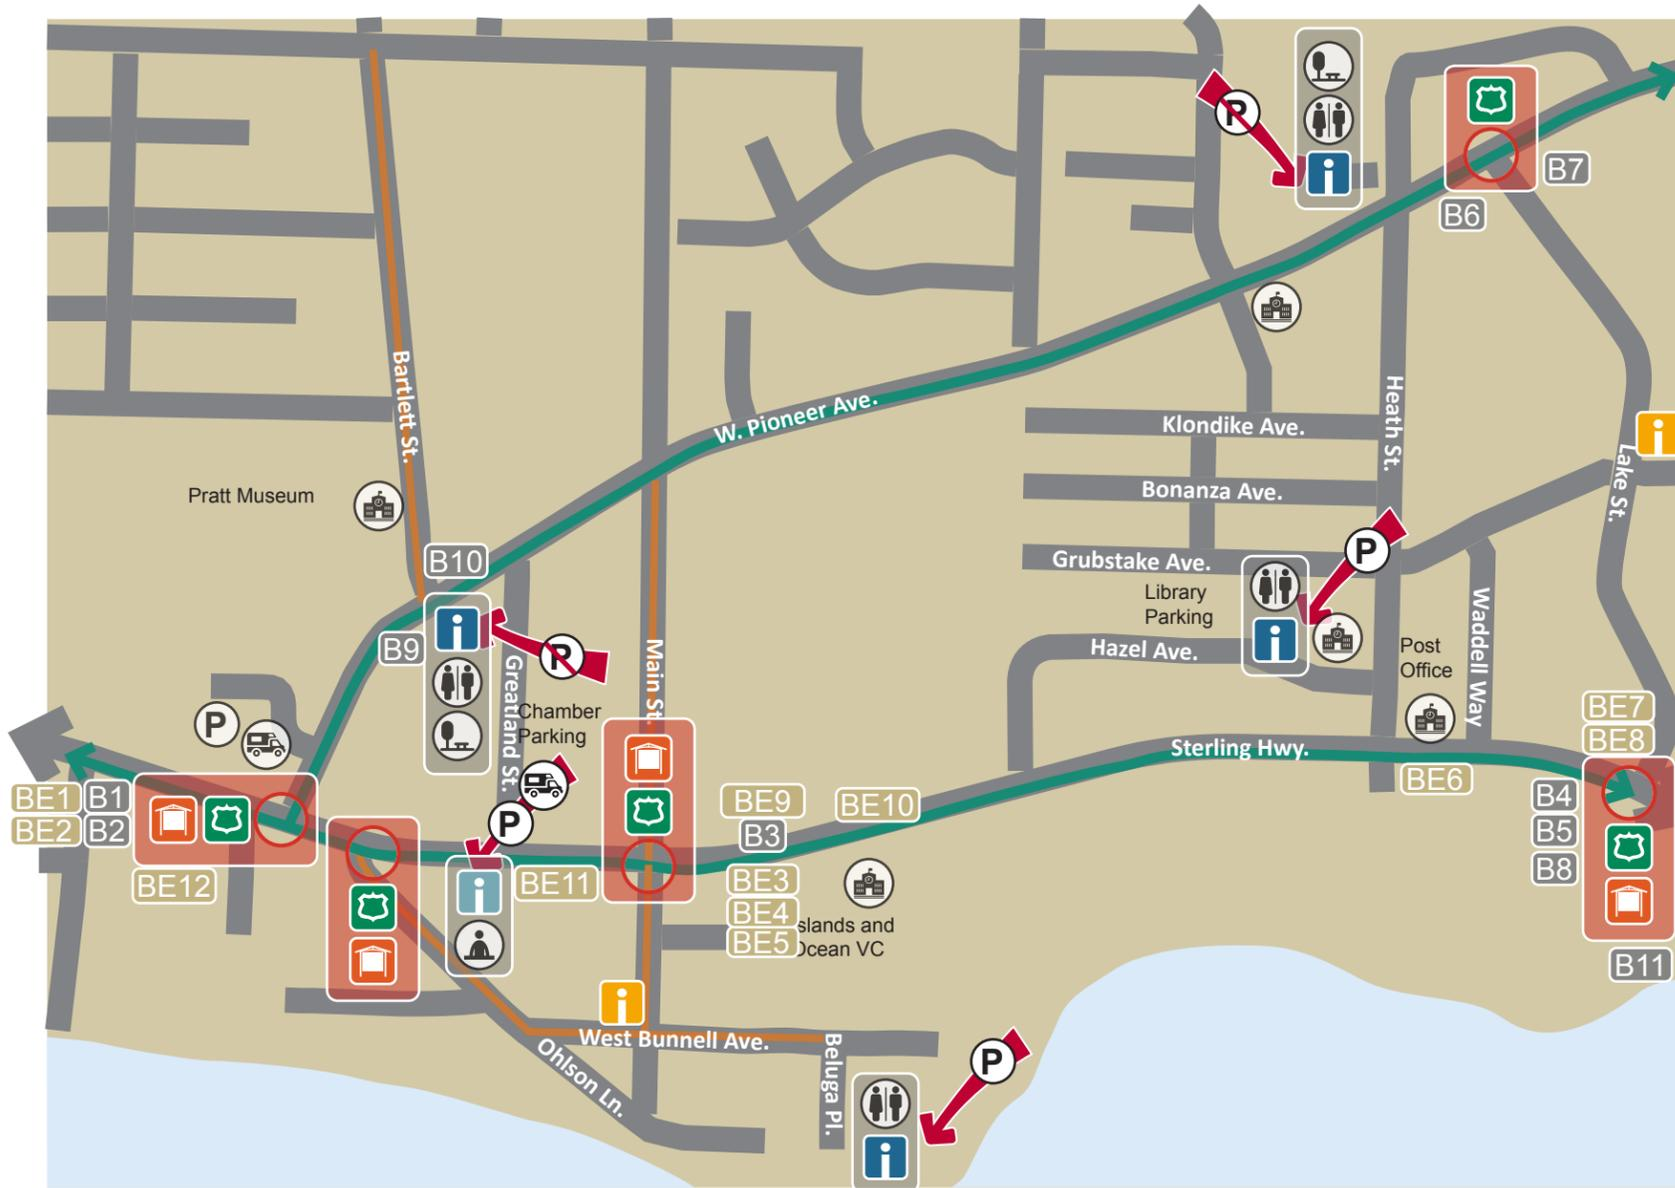 P
i
B7
B6
Bartlett St.
W. Pioneer Ave.
Heath St.
Klondike Ave.
i
Lake St.
Bonanza Ave.
Pratt Museum
P
B10
Grubstake Ave.
Library
Parking
i
P
B9
i
Greatland St.
Main St.
Hazel Ave.
Post
Office
Waddell Way
P
Chamber
Parking
BE7
BE8
Sterling Hwy.
BE6
BE1
B1
BE2
B2
P
BE9
BE10
B3
B4
B5
B8
BE12
i
BE11
BE3
BE4
BE5
slands and
Ocean VC
B11
i
West Bunnell Ave.
Ohlson Ln.
Beluga Pl.
P
i